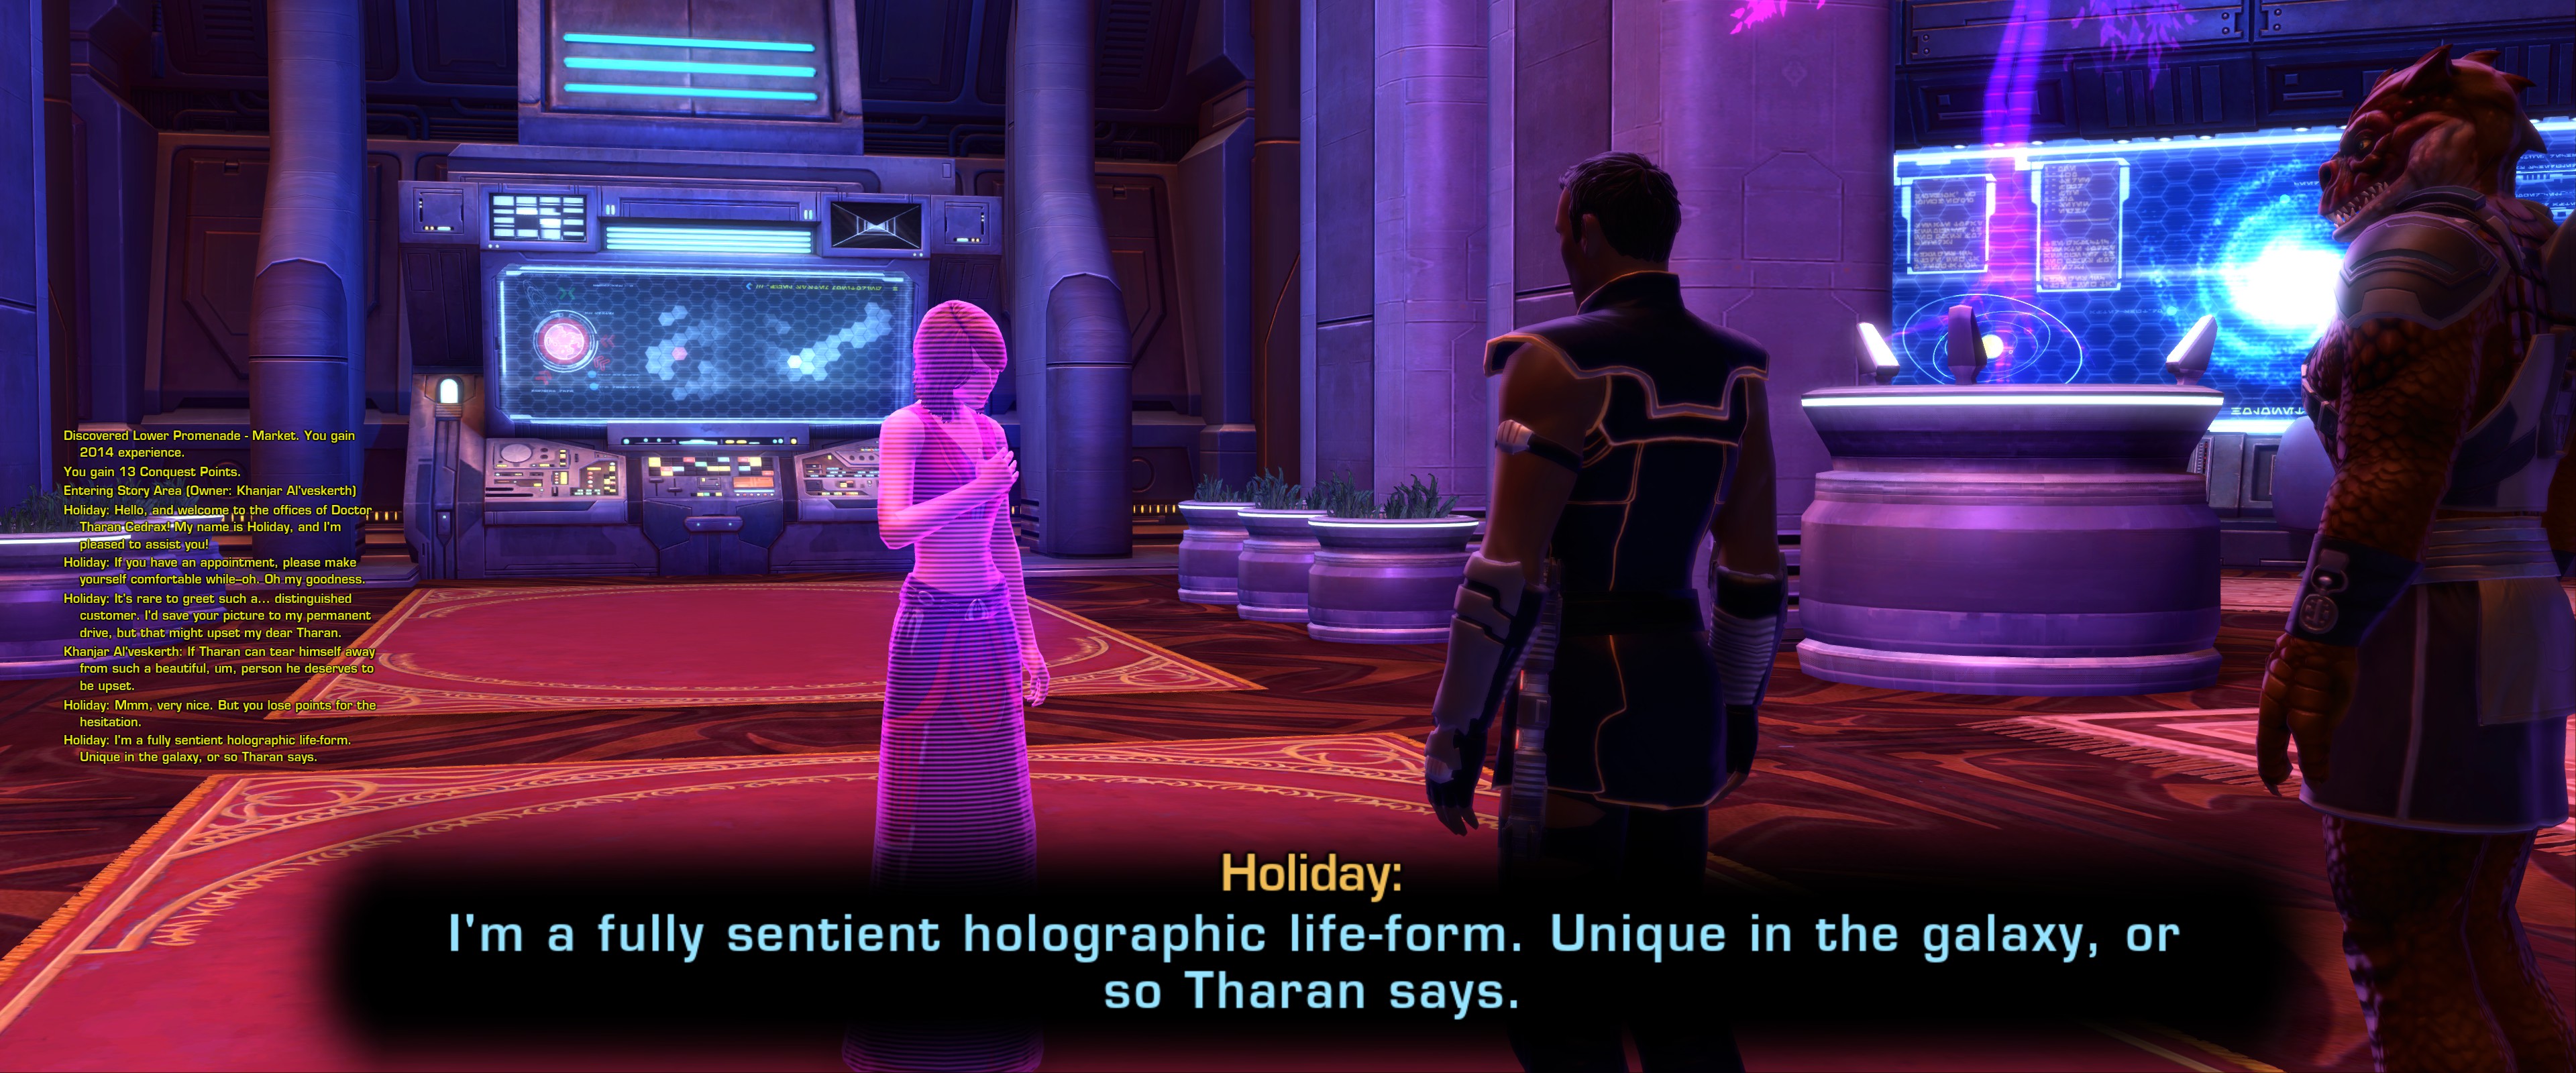 Discovered Lower Promenade - Market. You gain
2014 experience.
You gain 13 Conquest Points.
Entering Story Area (Owner: Khanjar Al'veskerth)
Holiday: Hello, and welcome to the offices of Doctor
Tharan Cedrax! My name is Holiday, and I'm
pleased to assist you!
Holiday: If you have an appointment, please make
yourself comfortable while–oh. Oh my goodness.
Holiday: It's rare to greet such a... distinguished
customer. I'd save your picture to my permanent
drive, but that might upset my dear Tharan.
Khanjar Al'veskerth: If Tharan can tear himself away
from such a beautiful, um, person he deserves to
be upset.
Holiday: Mmm, very nice. But you lose points for the
hesitation.
Holiday: I'm a fully sentient holographic life-form.
Unique in the galaxy, or so Tharan says.
Holiday:
I'm a fully sentient holographic life-form. Unique in the galaxy, or
so Tharan says.